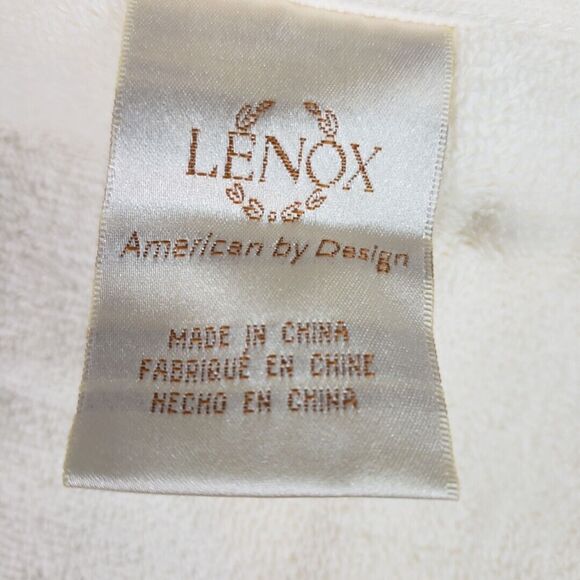 LENOX
American by Design
MADE IN CHINA
FABRIQUÉ EN CHINE
HECHO EN CHINA